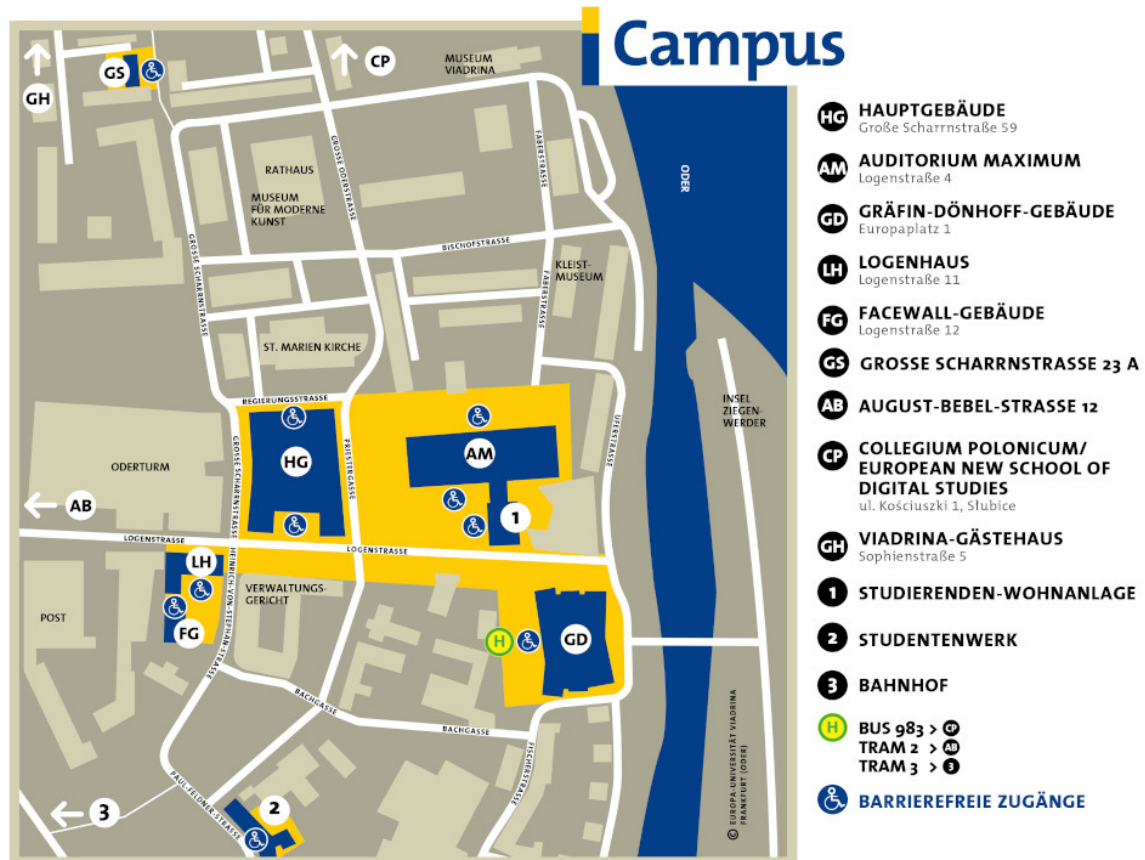 Campus
GS
GH
CP
MUSEUM
VIADRINA
RATHAUS
MUSEUM
FÜR MODERNE
KUNST
GROSSE ODERSTRASSE
FABERSTRASSE
ODER
GROSSE SCHARRNSTRASSE
BISCHOFSTRASSE
KLEIST-
MUSEUM
FABERSTRASSE
ST. MARIEN KIRCHE
REGIERUNGSSTRASSE
INSEL
ZIEGEN-
WERDER
UFERSTRASSE
ODERTURM
HG
AM
GROSSE SCHARRNSTRASSE
PRIESTERGASSE
AB
1
LOGENSTRASSE
LOGENSTRASSE
LH
HEINRICH-VON-STEPHAN-STRASSE
VERWALTUNGS-
GERICHT
POST
FG
H
GD
BACHGASSE
BACHGASSE
FISCHERSTRASSE
PAUL-FELDNER-STRASSE
3
2
© EUROPA-UNIVERSITÄT VIADRINA
FRANKFURT (ODER)
HG HAUPTGEBÄUDE
Große Scharrnstraße 59
AM AUDITORIUM MAXIMUM
Logenstraße 4
GD GRÄFIN-DÖNHOFF-GEBÄUDE
Europaplatz 1
LH LOGENHAUS
Logenstraße 11
FG FACEWALL-GEBÄUDE
Logenstraße 12
GS GROSSE SCHARRNSTRASSE 23 A
AB AUGUST-BEBEL-STRASSE 12
CP COLLEGIUM POLONICUM/
EUROPEAN NEW SCHOOL OF
DIGITAL STUDIES
ul. Kościuszki 1, Słubice
GH VIADRINA-GÄSTEHAUS
Sophienstraße 5
1 STUDIERENDEN-WOHNANLAGE
2 STUDENTENWERK
3 BAHNHOF
H BUS 983 > CP
TRAM 2 > AB
TRAM 3 > 3
BARRIEREFREIE ZUGÄNGE